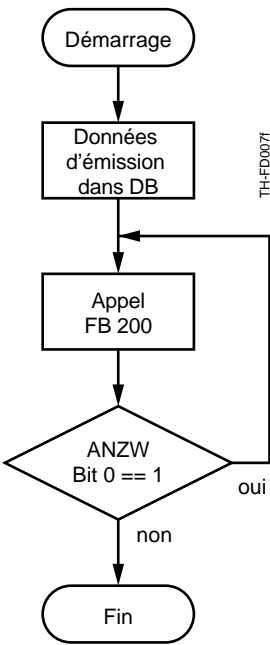 Démarrage
Données
d'émission
dans DB
TH-FD007f
Appel
FB 200
ANZW
Bit 0 == 1
oui
non
Fin